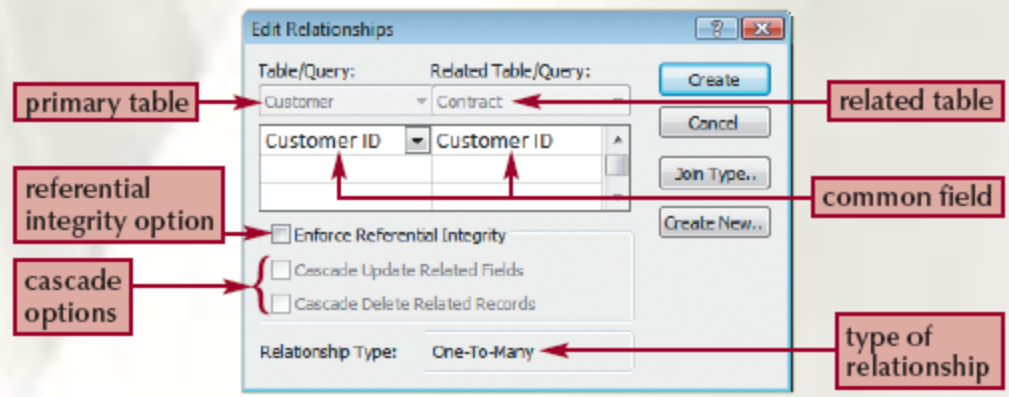 Edit Relationships
Table/Query:
Related Table/Query:
Create
primary table
Customer
Contract
related table
Cancel
Customer ID
Customer ID
Join Type..
referential
integrity option
common field
Create New..
Enforce Referential Integrity
cascade
options
Cascade Update Related Fields
Cascade Delete Related Records
Relationship Type:
One-To-Many
type of
relationship